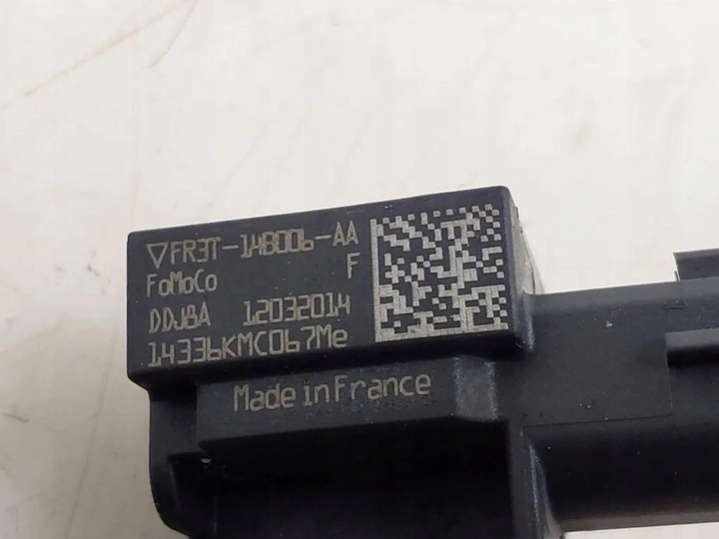 ▽FR3T-14B006-AA
FoMoCo F
DDJBA 12032014
14336KMC067Me
Made in France